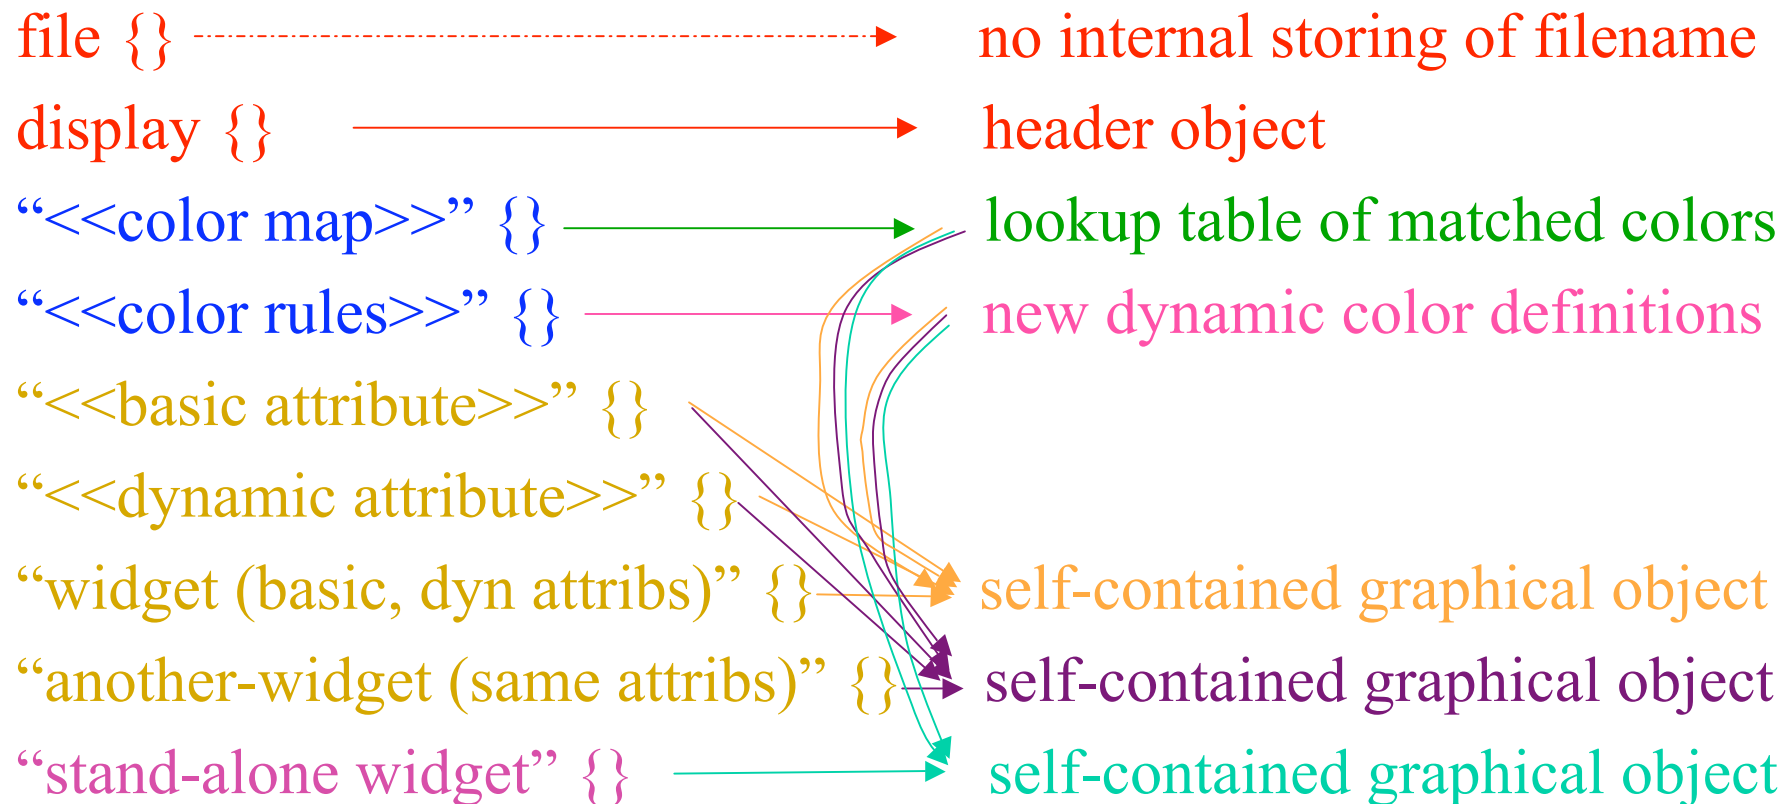 file {} no internal storing of filename
display {} header object
“<<color map>>” {} lookup table of matched colors
“<<color rules>>” {} new dynamic color definitions
“<<basic attribute>>” {}
“<<dynamic attribute>>” {}
“widget (basic, dyn attribs)” {} self-contained graphical object
“another-widget (same attribs)” {} self-contained graphical object
“stand-alone widget” {} self-contained graphical object